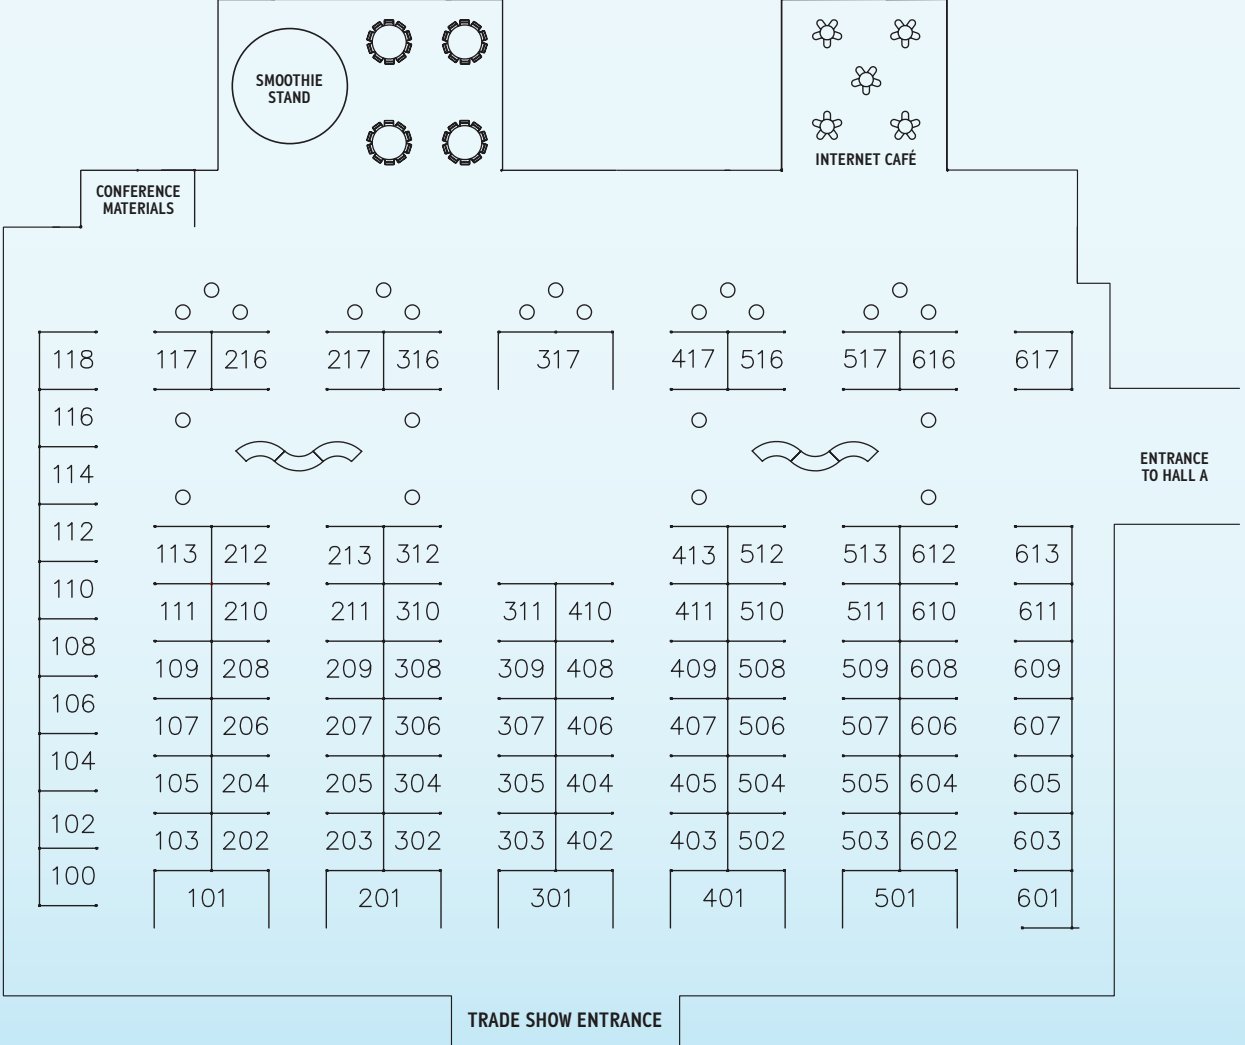 SMOOTHIE
STAND
INTERNET CAFÉ
CONFERENCE
MATERIALS
118 117 216 217 316 317 417 516 517 616 617
116
ENTRANCE
TO HALL A
114
112 113 212 213 312 413 512 513 612 613
110 111 210 211 310 311 410 411 510 511 610 611
108 109 208 209 308 309 408 409 508 509 608 609
106 107 206 207 306 307 406 407 506 507 606 607
104 105 204 205 304 305 404 405 504 505 604 605
102 103 202 203 302 303 402 403 502 503 602 603
100 101 201 301 401 501 601
TRADE SHOW ENTRANCE